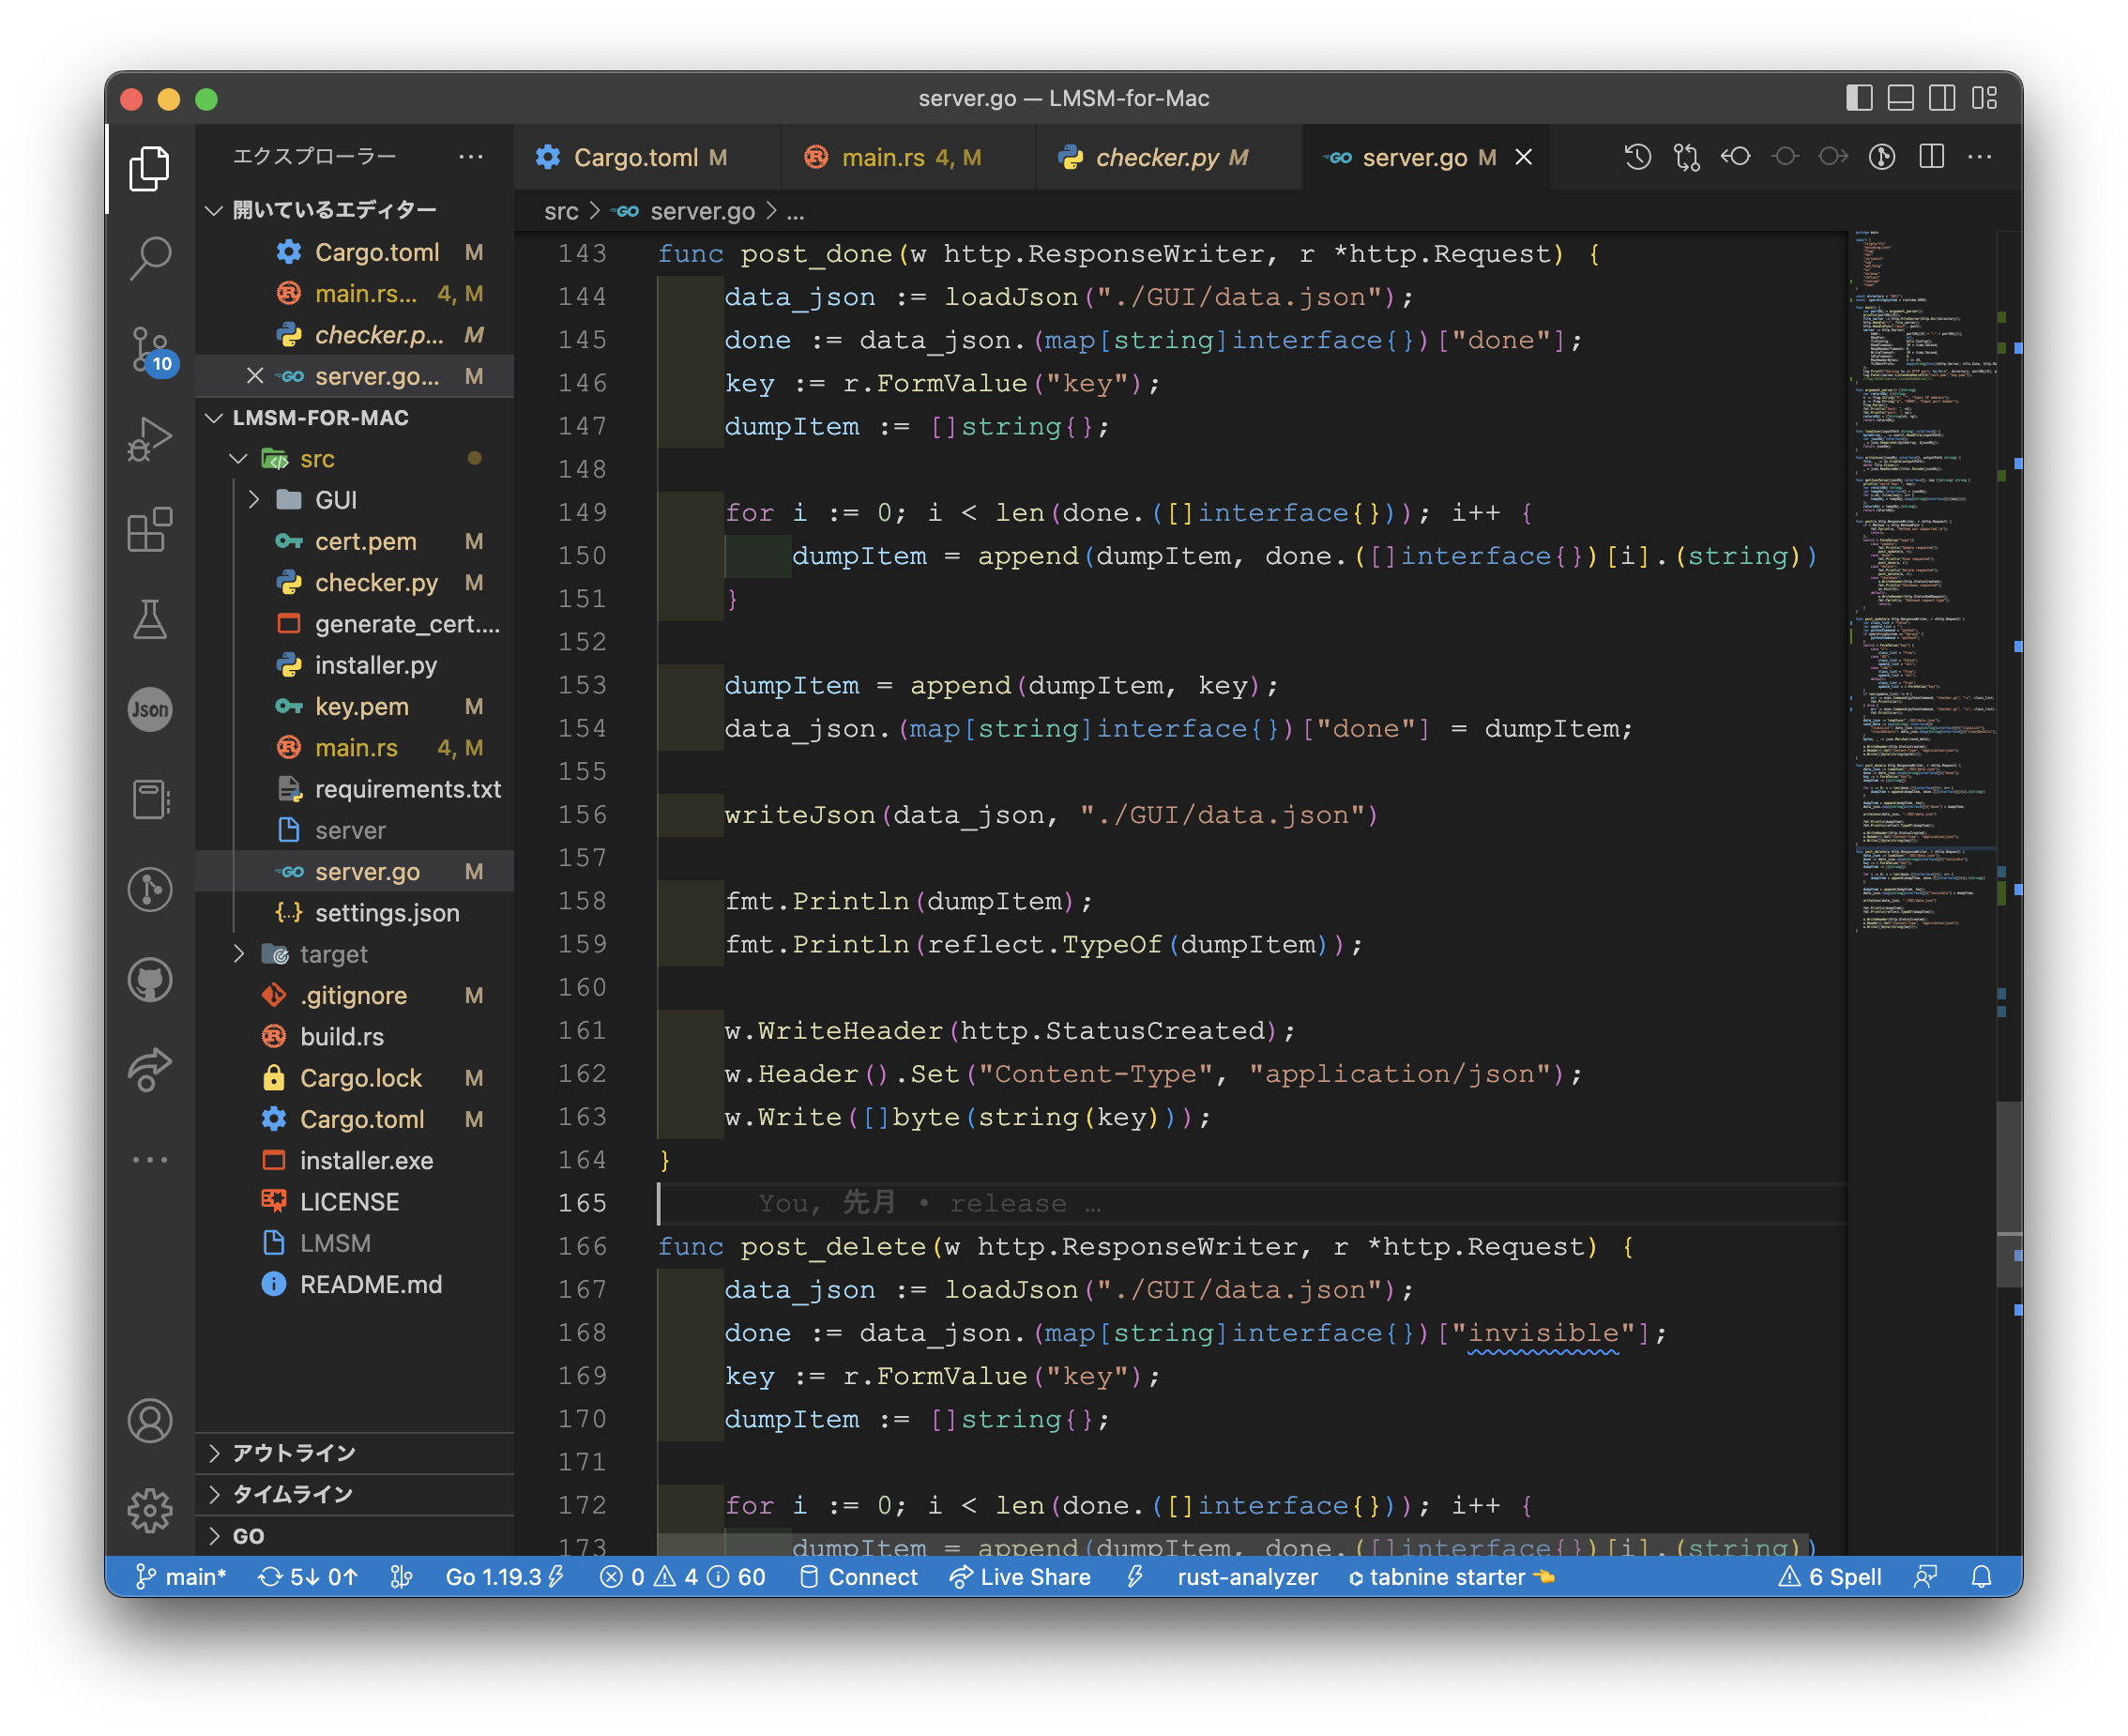 server.go — LMSM-for-Mac
エクスプローラー
開いているエディター
Cargo.toml M
main.rs... 4, M
checker.p... M
server.go... M
LMSM-FOR-MAC
src
GUI
cert.pem M
checker.py M
generate_cert....
installer.py
key.pem M
main.rs 4, M
requirements.txt
server
server.go M
settings.json
target
.gitignore M
build.rs
Cargo.lock M
Cargo.toml M
installer.exe
LICENSE
LMSM
README.md
アウトライン
タイムライン
GO
10
Json
Cargo.toml M
main.rs 4, M
checker.py M
server.go M
src > GO server.go > ...
143 func post_done(w http.ResponseWriter, r *http.Request) {
144 data_json := loadJson("./GUI/data.json");
145 done := data_json.(map[string]interface{})["done"];
146 key := r.FormValue("key");
147 dumpItem := []string{};
148
149 for i := 0; i < len(done.([]interface{})); i++ {
150 dumpItem = append(dumpItem, done.([]interface{})[i].(string))
151 }
152
153 dumpItem = append(dumpItem, key);
154 data_json.(map[string]interface{})["done"] = dumpItem;
155
156 writeJson(data_json, "./GUI/data.json")
157
158 fmt.Println(dumpItem);
159 fmt.Println(reflect.TypeOf(dumpItem));
160
161 w.WriteHeader(http.StatusCreated);
162 w.Header().Set("Content-Type", "application/json");
163 w.Write([]byte(string(key)));
164 }
165 You, 先月 • release …
166 func post_delete(w http.ResponseWriter, r *http.Request) {
167 data_json := loadJson("./GUI/data.json");
168 done := data_json.(map[string]interface{})["invisible"];
169 key := r.FormValue("key");
170 dumpItem := []string{};
171
172 for i := 0; i < len(done.([]interface{})); i++ {
173 dumpItem = append(dumpItem, done.([]interface{})[i].(string))
main* 5↓ 0↑ Go 1.19.3 0 4 60 Connect Live Share rust-analyzer tabnine starter 6 Spell